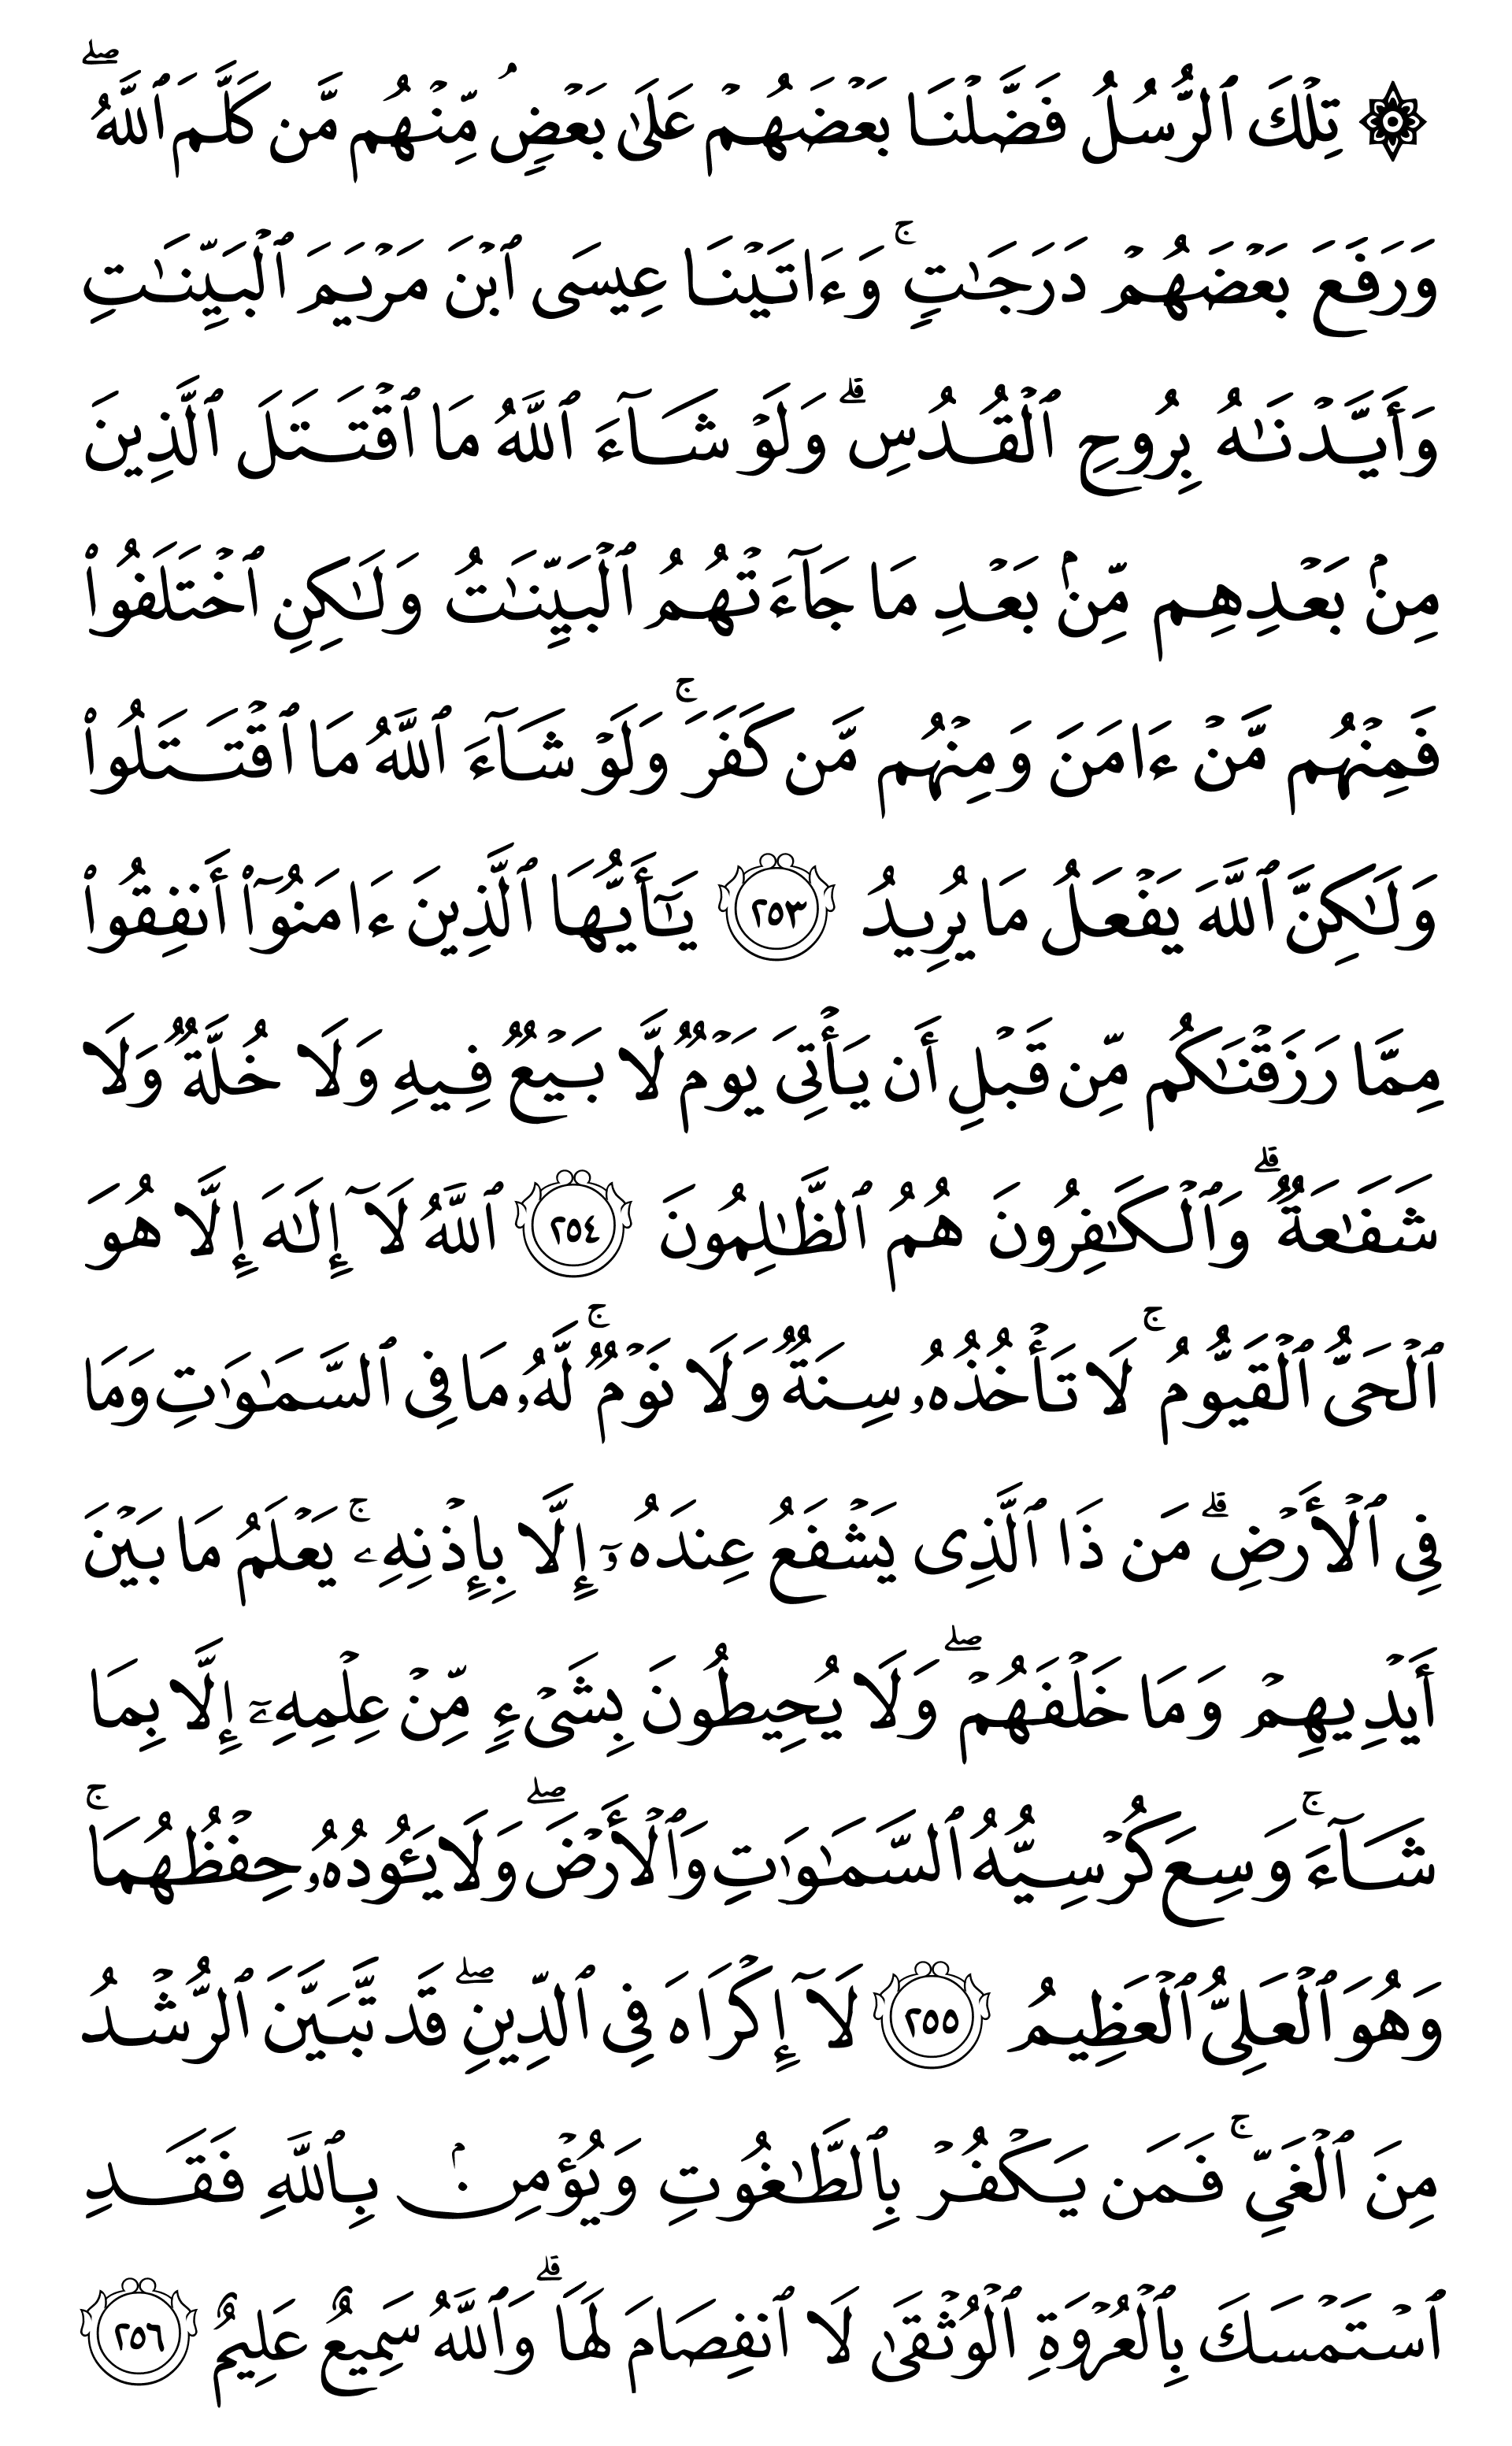 ۞ تِلۡكَ ٱلرُّسُلُ فَضَّلۡنَا بَعۡضَهُمۡ عَلَىٰ بَعۡضٖۘ مِّنۡهُم مَّن كَلَّمَ ٱللَّهُۖ
وَرَفَعَ بَعۡضَهُمۡ دَرَجَٰتٖۚ وَءَاتَيۡنَا عِيسَى ٱبۡنَ مَرۡيَمَ ٱلۡبَيِّنَٰتِ
وَأَيَّدۡنَٰهُ بِرُوحِ ٱلۡقُدُسِۗ وَلَوۡ شَآءَ ٱللَّهُ مَا ٱقۡتَتَلَ ٱلَّذِينَ
مِنۢ بَعۡدِهِم مِّنۢ بَعۡدِ مَا جَآءَتۡهُمُ ٱلۡبَيِّنَٰتُ وَلَٰكِنِ ٱخۡتَلَفُواْ
فَمِنۡهُم مَّنۡ ءَامَنَ وَمِنۡهُم مَّن كَفَرَۚ وَلَوۡ شَآءَ ٱللَّهُ مَا ٱقۡتَتَلُواْ
وَلَٰكِنَّ ٱللَّهَ يَفۡعَلُ مَا يُرِيدُ ٢٥٣ يَٰٓأَيُّهَا ٱلَّذِينَ ءَامَنُوٓاْ أَنفِقُواْ
مِمَّا رَزَقۡنَٰكُم مِّن قَبۡلِ أَن يَأۡتِيَ يَوۡمٞ لَّا بَيۡعٞ فِيهِ وَلَا خُلَّةٞ وَلَا
شَفَٰعَةٞۗ وَٱلۡكَٰفِرُونَ هُمُ ٱلظَّٰلِمُونَ ٢٥٤ ٱللَّهُ لَآ إِلَٰهَ إِلَّا هُوَ
ٱلۡحَيُّ ٱلۡقَيُّومُۚ لَا تَأۡخُذُهُۥ سِنَةٞ وَلَا نَوۡمٞۚ لَّهُۥ مَا فِي ٱلسَّمَٰوَٰتِ وَمَا
فِي ٱلۡأَرۡضِۗ مَن ذَا ٱلَّذِي يَشۡفَعُ عِندَهُۥٓ إِلَّا بِإِذۡنِهِۦۚ يَعۡلَمُ مَا بَيۡنَ
أَيۡدِيهِمۡ وَمَا خَلۡفَهُمۡۖ وَلَا يُحِيطُونَ بِشَيۡءٖ مِّنۡ عِلۡمِهِۦٓ إِلَّا بِمَا
شَآءَۚ وَسِعَ كُرۡسِيُّهُ ٱلسَّمَٰوَٰتِ وَٱلۡأَرۡضَۖ وَلَا يَـُٔودُهُۥ حِفۡظُهُمَاۚ
وَهُوَ ٱلۡعَلِيُّ ٱلۡعَظِيمُ ٢٥٥ لَآ إِكۡرَاهَ فِي ٱلدِّينِۖ قَد تَّبَيَّنَ ٱلرُّشۡدُ
مِنَ ٱلۡغَيِّۚ فَمَن يَكۡفُرۡ بِٱلطَّٰغُوتِ وَيُؤۡمِنۢ بِٱللَّهِ فَقَدِ
ٱسۡتَمۡسَكَ بِٱلۡعُرۡوَةِ ٱلۡوُثۡقَىٰ لَا ٱنفِصَامَ لَهَاۗ وَٱللَّهُ سَمِيعٌ عَلِيمٌ ٢٥٦